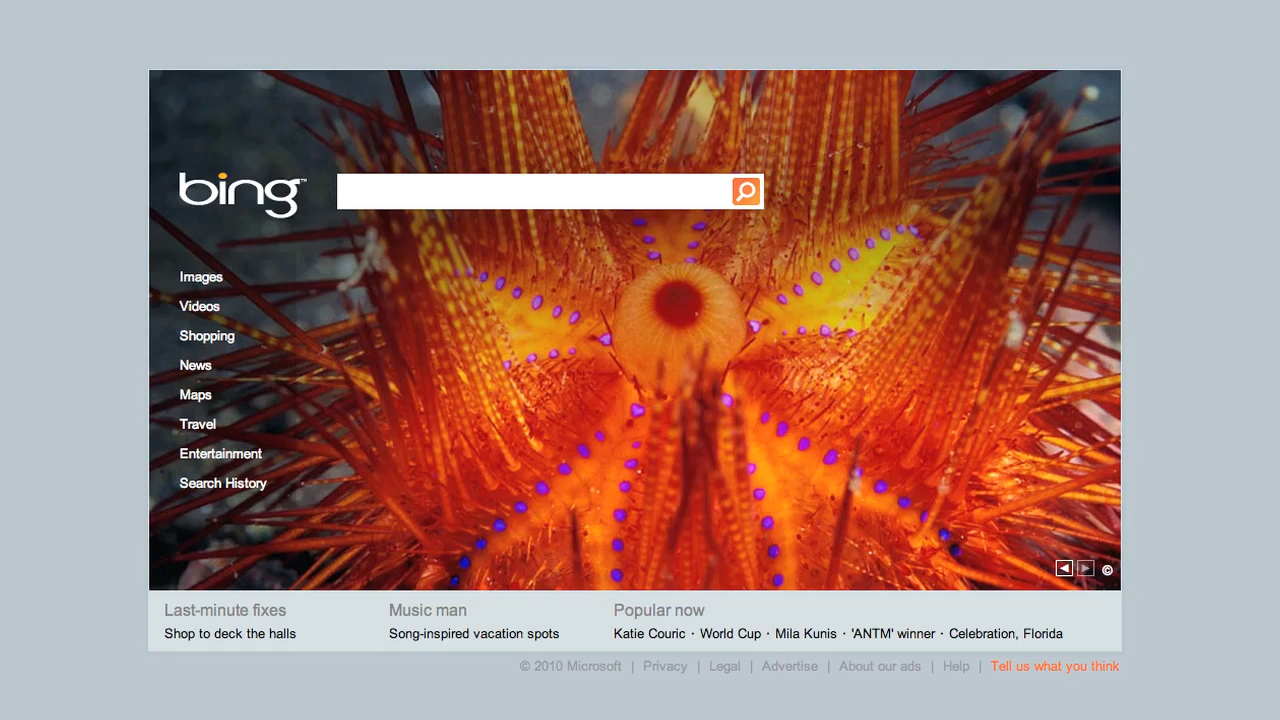 bing™
Images
Videos
Shopping
News
Maps
Travel
Entertainment
Search History
©
Last-minute fixes
Shop to deck the halls
Music man
Song-inspired vacation spots
Popular now
Katie Couric · World Cup · Mila Kunis · 'ANTM' winner · Celebration, Florida
© 2010 Microsoft | Privacy | Legal | Advertise | About our ads | Help | Tell us what you think